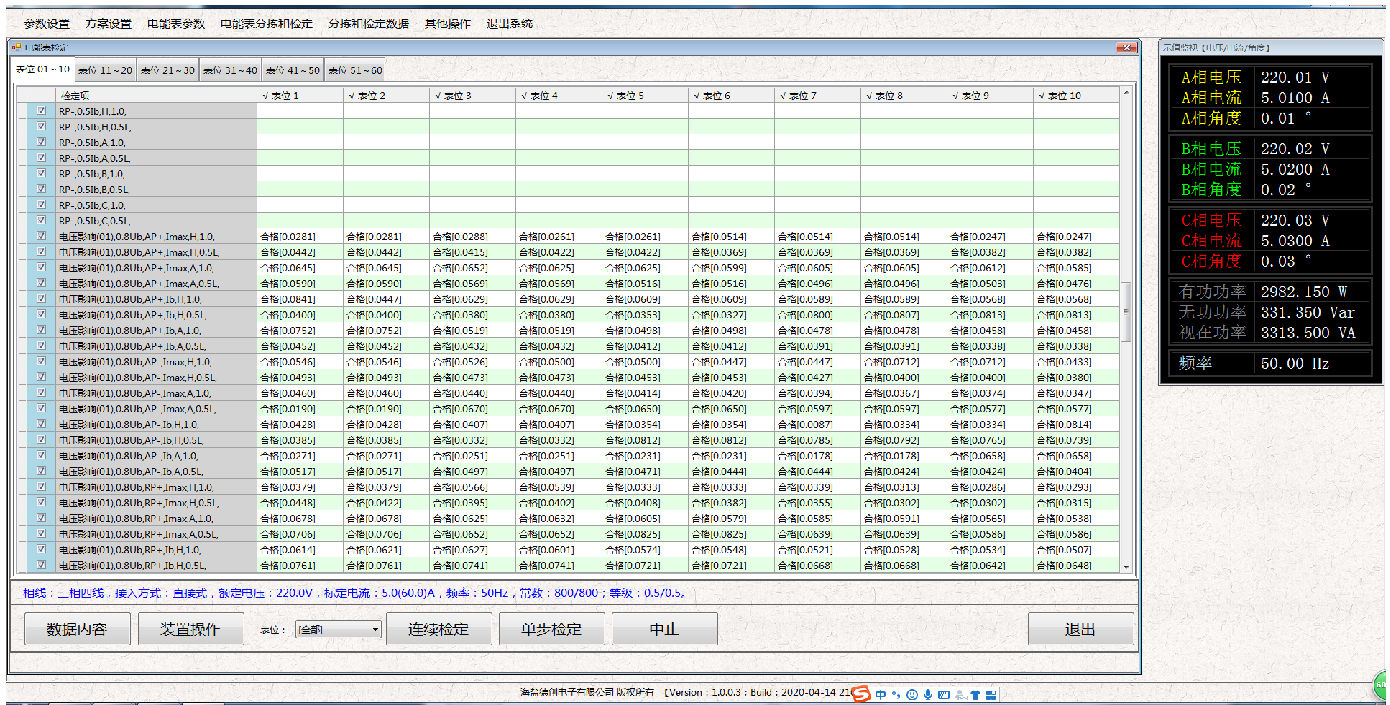 参数设置 方案设置 电能表参数 电能表分拣和检定 分拣和检定数据 其他操作 退出系统
电能表检定
示值监视【电压/电流/角度】
表位 01～10 表位 11～20 表位 21～30 表位 31～40 表位 41～50 表位 51～60
检定项 √ 表位 1 √ 表位 2 √ 表位 3 √ 表位 4 √ 表位 5 √ 表位 6 √ 表位 7 √ 表位 8 √ 表位 9 √ 表位 10
RP-,0.5Ib,H,1.0,
RP-,0.5Ib,H,0.5L,
RP-,0.5Ib,A,1.0,
RP-,0.5Ib,A,0.5L,
RP-,0.5Ib,B,1.0,
RP-,0.5Ib,B,0.5L,
RP-,0.5Ib,C,1.0,
RP-,0.5Ib,C,0.5L,
电压影响(01),0.8Ub,AP+,Imax,H,1.0, 合格[0.0281] 合格[0.0281] 合格[0.0288] 合格[0.0261] 合格[0.0261] 合格[0.0514] 合格[0.0514] 合格[0.0514] 合格[0.0247] 合格[0.0247]
电压影响(01),0.8Ub,AP+,Imax,H,0.5L, 合格[0.0442] 合格[0.0442] 合格[0.0415] 合格[0.0422] 合格[0.0422] 合格[0.0369] 合格[0.0369] 合格[0.0369] 合格[0.0382] 合格[0.0382]
电压影响(01),0.8Ub,AP+,Imax,A,1.0, 合格[0.0645] 合格[0.0645] 合格[0.0652] 合格[0.0625] 合格[0.0625] 合格[0.0599] 合格[0.0605] 合格[0.0605] 合格[0.0612] 合格[0.0585]
电压影响(01),0.8Ub,AP+,Imax,A,0.5L, 合格[0.0590] 合格[0.0590] 合格[0.0569] 合格[0.0569] 合格[0.0516] 合格[0.0516] 合格[0.0496] 合格[0.0496] 合格[0.0503] 合格[0.0476]
电压影响(01),0.8Ub,AP+,Ib,H,1.0, 合格[0.0841] 合格[0.0447] 合格[0.0629] 合格[0.0629] 合格[0.0609] 合格[0.0609] 合格[0.0589] 合格[0.0589] 合格[0.0568] 合格[0.0568]
电压影响(01),0.8Ub,AP+,Ib,H,0.5L, 合格[0.0400] 合格[0.0400] 合格[0.0380] 合格[0.0380] 合格[0.0353] 合格[0.0327] 合格[0.0800] 合格[0.0807] 合格[0.0813] 合格[0.0813]
电压影响(01),0.8Ub,AP+,Ib,A,1.0, 合格[0.0752] 合格[0.0752] 合格[0.0519] 合格[0.0519] 合格[0.0498] 合格[0.0498] 合格[0.0478] 合格[0.0478] 合格[0.0458] 合格[0.0458]
电压影响(01),0.8Ub,AP+,Ib,A,0.5L, 合格[0.0452] 合格[0.0452] 合格[0.0432] 合格[0.0432] 合格[0.0412] 合格[0.0412] 合格[0.0391] 合格[0.0391] 合格[0.0338] 合格[0.0338]
电压影响(01),0.8Ub,AP-,Imax,H,1.0, 合格[0.0546] 合格[0.0546] 合格[0.0526] 合格[0.0500] 合格[0.0500] 合格[0.0447] 合格[0.0447] 合格[0.0712] 合格[0.0712] 合格[0.0433]
电压影响(01),0.8Ub,AP-,Imax,H,0.5L, 合格[0.0493] 合格[0.0493] 合格[0.0473] 合格[0.0473] 合格[0.0453] 合格[0.0453] 合格[0.0427] 合格[0.0400] 合格[0.0400] 合格[0.0380]
电压影响(01),0.8Ub,AP-,Imax,A,1.0, 合格[0.0460] 合格[0.0460] 合格[0.0440] 合格[0.0440] 合格[0.0414] 合格[0.0420] 合格[0.0394] 合格[0.0367] 合格[0.0374] 合格[0.0347]
电压影响(01),0.8Ub,AP-,Imax,A,0.5L, 合格[0.0190] 合格[0.0190] 合格[0.0670] 合格[0.0670] 合格[0.0650] 合格[0.0650] 合格[0.0597] 合格[0.0597] 合格[0.0577] 合格[0.0577]
电压影响(01),0.8Ub,AP-,Ib,H,1.0, 合格[0.0428] 合格[0.0428] 合格[0.0407] 合格[0.0407] 合格[0.0354] 合格[0.0354] 合格[0.0087] 合格[0.0334] 合格[0.0334] 合格[0.0814]
电压影响(01),0.8Ub,AP-,Ib,H,0.5L, 合格[0.0385] 合格[0.0385] 合格[0.0332] 合格[0.0332] 合格[0.0812] 合格[0.0812] 合格[0.0785] 合格[0.0792] 合格[0.0765] 合格[0.0739]
电压影响(01),0.8Ub,AP-,Ib,A,1.0, 合格[0.0271] 合格[0.0271] 合格[0.0251] 合格[0.0251] 合格[0.0231] 合格[0.0231] 合格[0.0178] 合格[0.0178] 合格[0.0658] 合格[0.0658]
电压影响(01),0.8Ub,AP-,Ib,A,0.5L, 合格[0.0517] 合格[0.0517] 合格[0.0497] 合格[0.0497] 合格[0.0471] 合格[0.0444] 合格[0.0444] 合格[0.0424] 合格[0.0424] 合格[0.0404]
电压影响(01),0.8Ub,RP+,Imax,H,1.0, 合格[0.0379] 合格[0.0379] 合格[0.0566] 合格[0.0539] 合格[0.0333] 合格[0.0333] 合格[0.0339] 合格[0.0313] 合格[0.0286] 合格[0.0293]
电压影响(01),0.8Ub,RP+,Imax,H,0.5L, 合格[0.0448] 合格[0.0422] 合格[0.0395] 合格[0.0402] 合格[0.0408] 合格[0.0382] 合格[0.0355] 合格[0.0302] 合格[0.0302] 合格[0.0315]
电压影响(01),0.8Ub,RP+,Imax,A,1.0, 合格[0.0678] 合格[0.0678] 合格[0.0625] 合格[0.0632] 合格[0.0605] 合格[0.0579] 合格[0.0585] 合格[0.0591] 合格[0.0565] 合格[0.0538]
电压影响(01),0.8Ub,RP+,Imax,A,0.5L, 合格[0.0706] 合格[0.0706] 合格[0.0652] 合格[0.0652] 合格[0.0825] 合格[0.0825] 合格[0.0639] 合格[0.0639] 合格[0.0586] 合格[0.0586]
电压影响(01),0.8Ub,RP+,Ib,H,1.0, 合格[0.0614] 合格[0.0621] 合格[0.0627] 合格[0.0601] 合格[0.0574] 合格[0.0548] 合格[0.0521] 合格[0.0528] 合格[0.0534] 合格[0.0507]
电压影响(01),0.8Ub,RP+,Ib,H,0.5L, 合格[0.0761] 合格[0.0761] 合格[0.0741] 合格[0.0741] 合格[0.0721] 合格[0.0721] 合格[0.0668] 合格[0.0668] 合格[0.0642] 合格[0.0648]
A相电压 220.01 V
A相电流 5.0100 A
A相角度 0.01 °
B相电压 220.02 V
B相电流 5.0200 A
B相角度 0.02 °
C相电压 220.03 V
C相电流 5.0300 A
C相角度 0.03 °
有功功率 2982.150 W
无功功率 331.350 Var
视在功率 3313.500 VA
频率 50.00 Hz
相线：三相四线，接入方式：直接式，额定电压：220.0V，标定电流：5.0(60.0)A，频率：50Hz，常数：800/800；等级：0.5/0.5。
数据内容 装置操作 表位： [全部] 连续检定 单步检定 中止 退出
海盐德创电子有限公司 版权所有 【Version：1.0.0.3；Build：2020-04-14 21
中